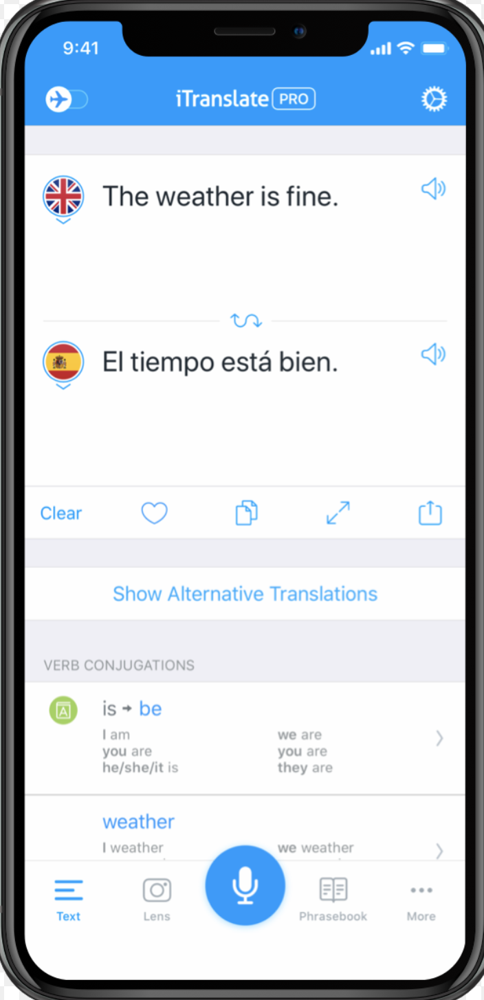 9:41
iTranslate PRO
The weather is fine.
El tiempo está bien.
Clear
Show Alternative Translations
VERB CONJUGATIONS
A
is → be
I am we are
you are you are
he/she/it is they are
weather
I weather we weather
Text Lens Phrasebook More